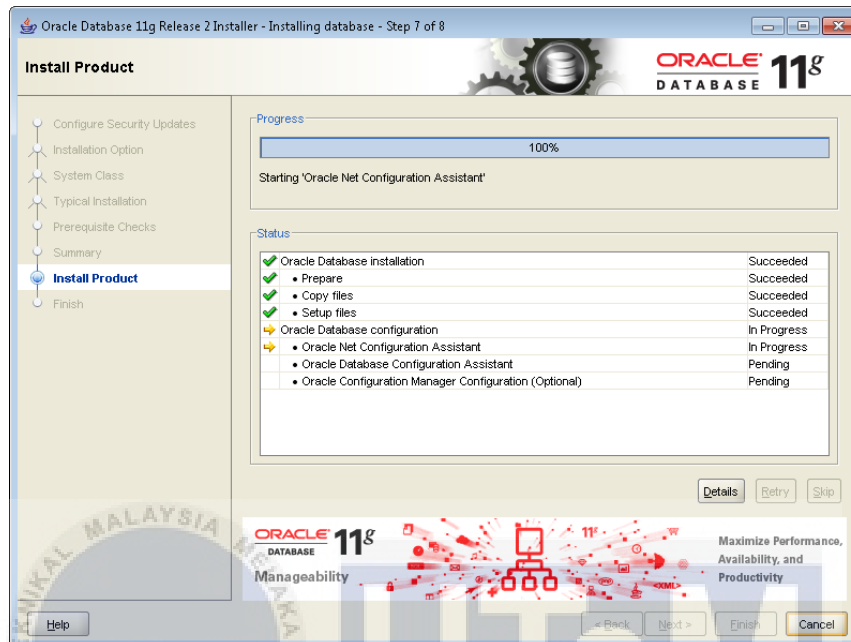 Oracle Database 11g Release 2 Installer - Installing database - Step 7 of 8
Install Product
ORACLE DATABASE 11g
Configure Security Updates
Installation Option
System Class
Typical Installation
Prerequisite Checks
Summary
Install Product
Finish
Progress
100%
Starting 'Oracle Net Configuration Assistant'
Status
Oracle Database installation Succeeded
• Prepare Succeeded
• Copy files Succeeded
• Setup files Succeeded
Oracle Database configuration In Progress
• Oracle Net Configuration Assistant In Progress
• Oracle Database Configuration Assistant Pending
• Oracle Configuration Manager Configuration (Optional) Pending
Details Retry Skip
ORACLE DATABASE 11g
Manageability
11g
<XML>
Maximize Performance,
Availability, and
Productivity
MALAYSIA
Help < Back Next > Finish Cancel